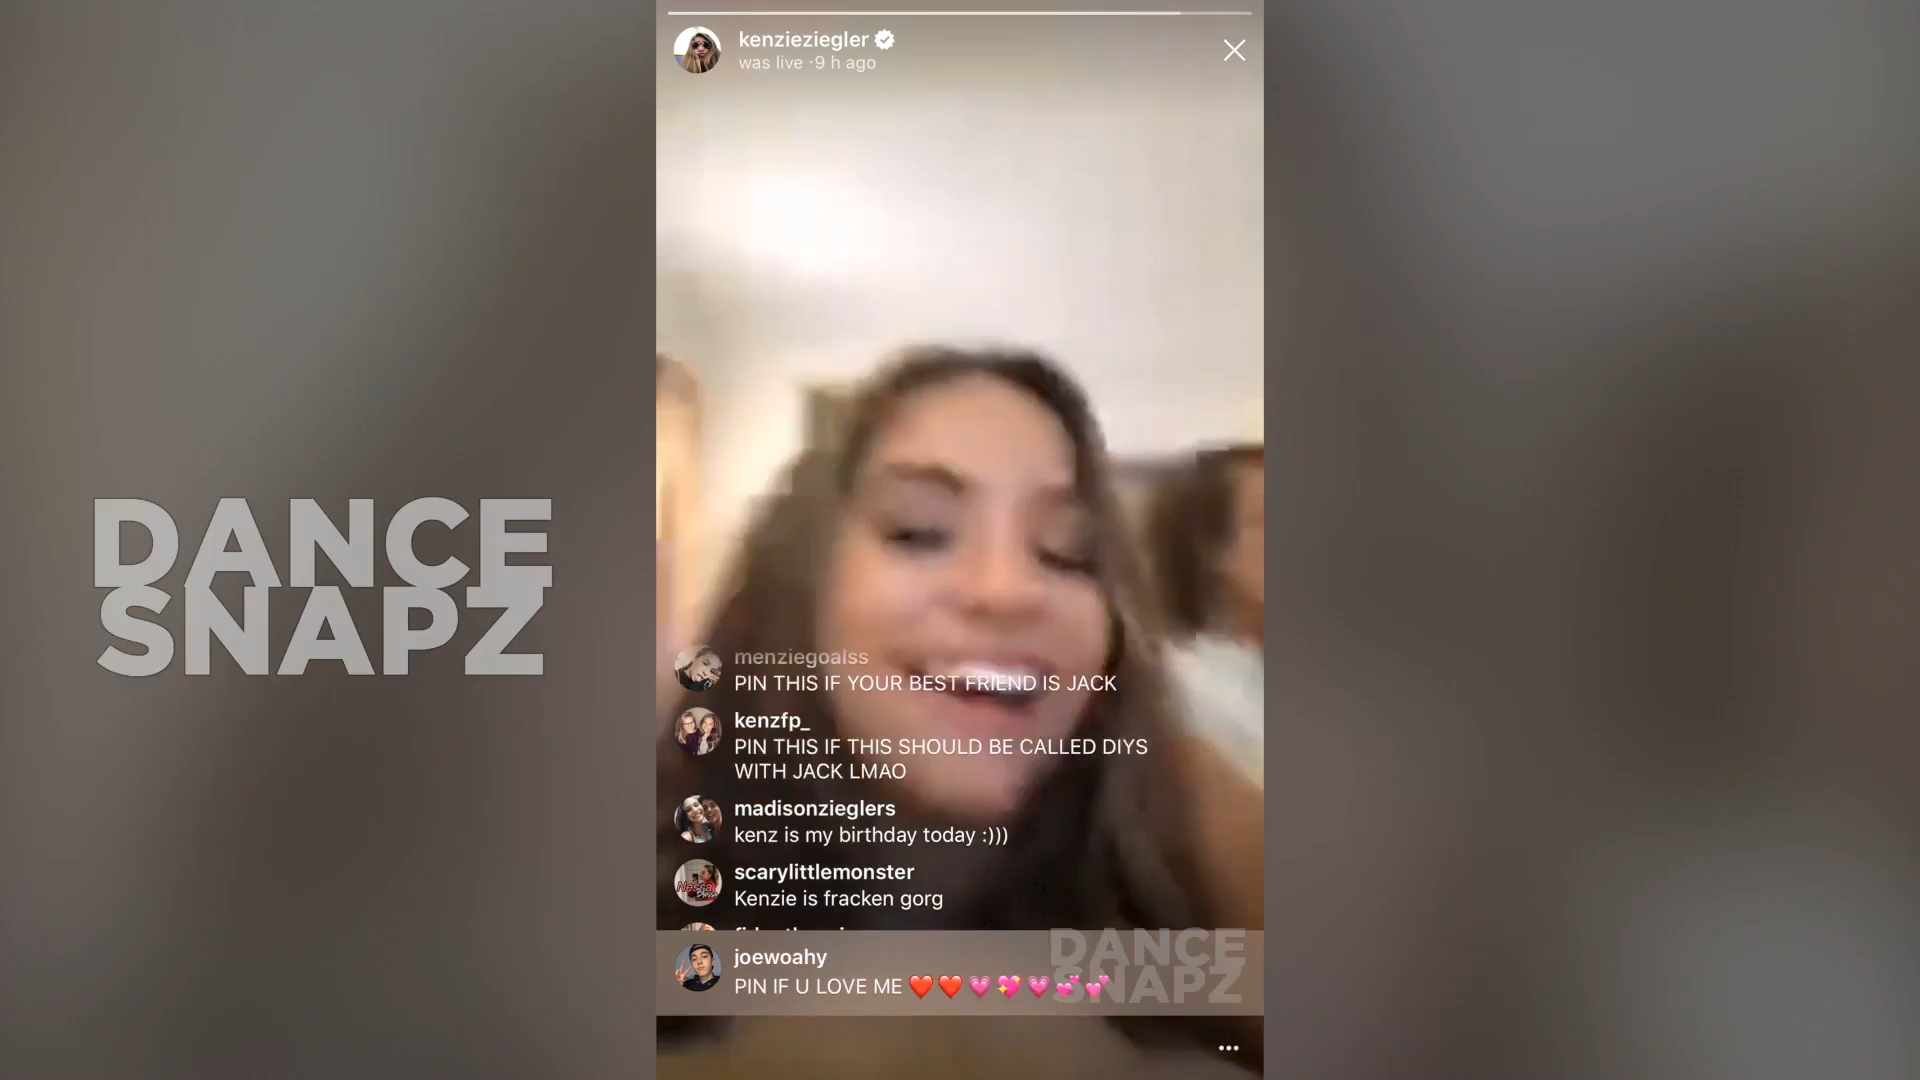 kenzieziegler
was live · 9 h ago
DANCE
SNAPZ
menziegoalss
PIN THIS IF YOUR BEST FRIEND IS JACK
kenzfp_
PIN THIS IF THIS SHOULD BE CALLED DIYS
WITH JACK LMAO
madisonzieglers
kenz is my birthday today :)))
scarylittlemonster
Kenzie is fracken gorg
joewoahy
PIN IF U LOVE ME ❤️❤️💗💖💗💕💕
DANCE
SNAPZ